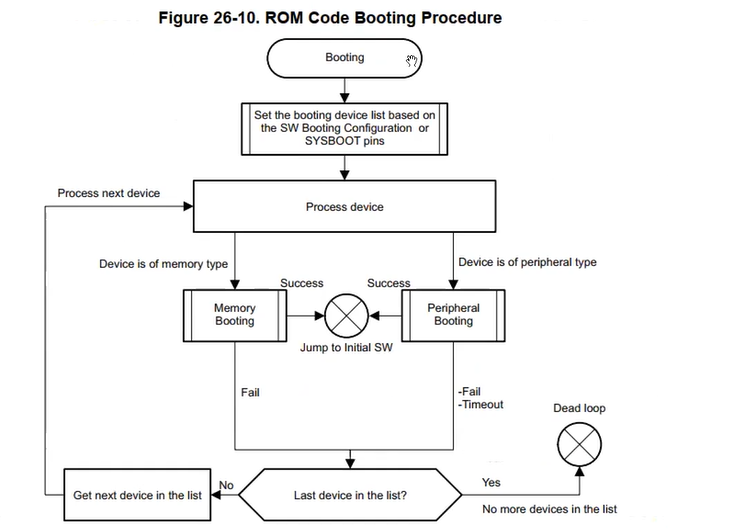 Figure 26-10. ROM Code Booting Procedure
Booting
Set the booting device list based on
the SW Booting Configuration or
SYSBOOT pins
Process next device
Process device
Device is of memory type
Device is of peripheral type
Success
Success
Memory
Booting
Peripheral
Booting
Jump to Initial SW
Fail
-Fail
-Timeout
Dead loop
Get next device in the list
No
Last device in the list?
Yes
No more devices in the list